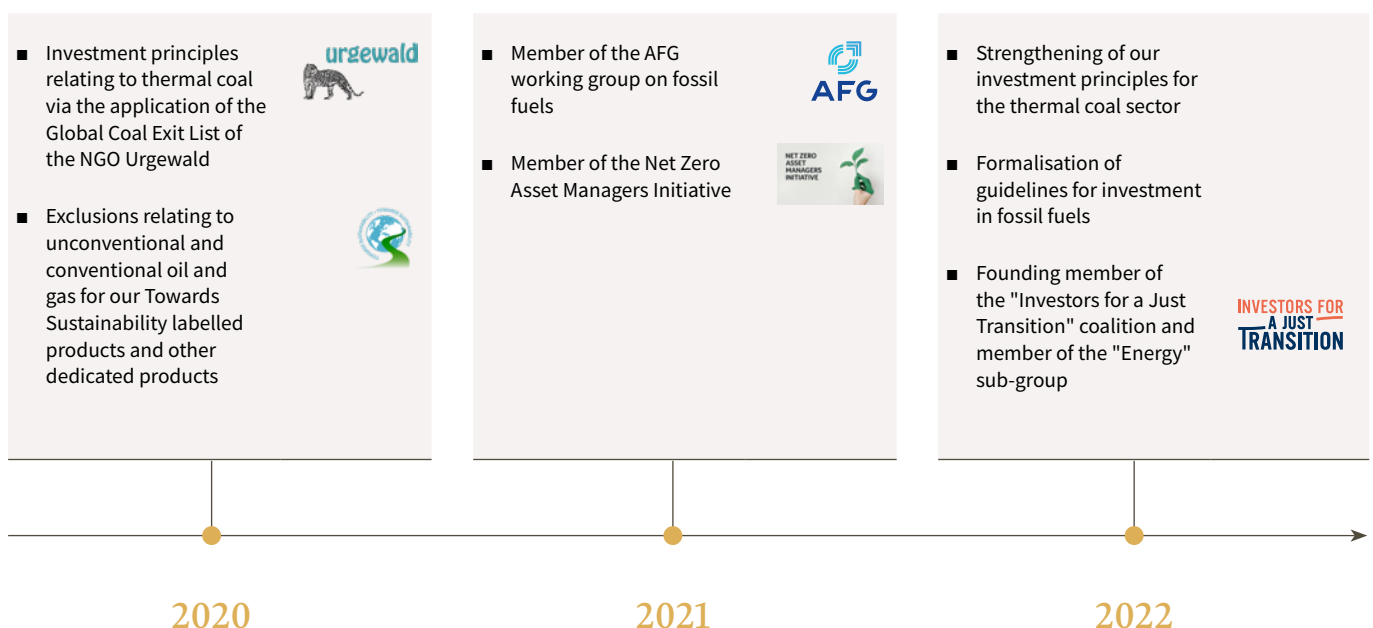 ■ Investment principles
relating to thermal coal
via the application of the
Global Coal Exit List of
the NGO Urgewald
urgewald
■ Exclusions relating to
unconventional and
conventional oil and
gas for our Towards
Sustainability labelled
products and other
dedicated products
■ Member of the AFG
working group on fossil
fuels
AFG
■ Member of the Net Zero
Asset Managers Initiative
NET ZERO
ASSET
MANAGERS
INITIATIVE
■ Strengthening of our
investment principles for
the thermal coal sector
■ Formalisation of
guidelines for investment
in fossil fuels
■ Founding member of
the "Investors for a Just
Transition" coalition and
member of the "Energy"
sub-group
INVESTORS FOR
A JUST
TRANSITION
2020
2021
2022